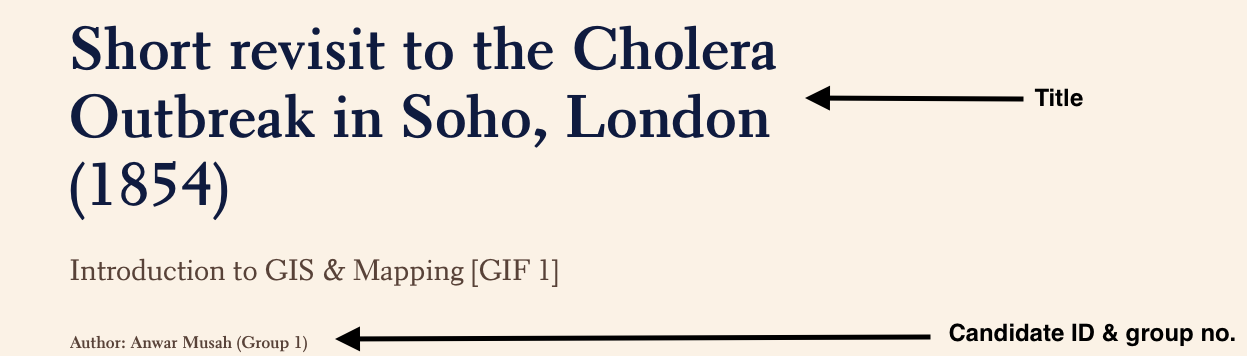 Short revisit to the Cholera
Outbreak in Soho, London
(1854)
Title
Introduction to GIS & Mapping [GIF 1]
Author: Anwar Musah (Group 1)
Candidate ID & group no.